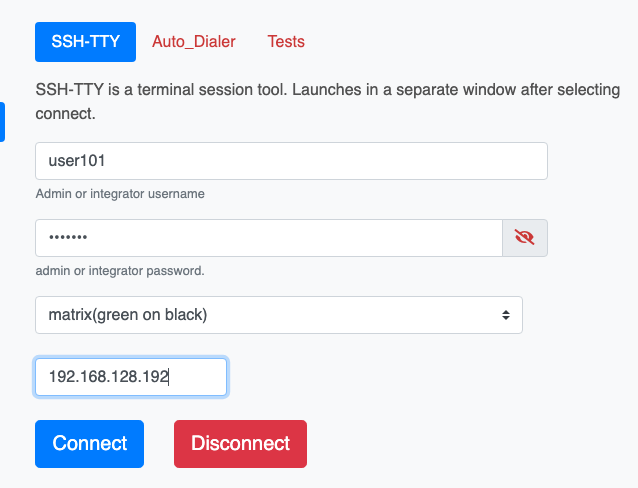 SSH-TTY Auto_Dialer Tests
SSH-TTY is a terminal session tool. Launches in a separate window after selecting
connect.
user101
Admin or integrator username
•••••••
admin or integrator password.
matrix(green on black)
192.168.128.192
Connect Disconnect